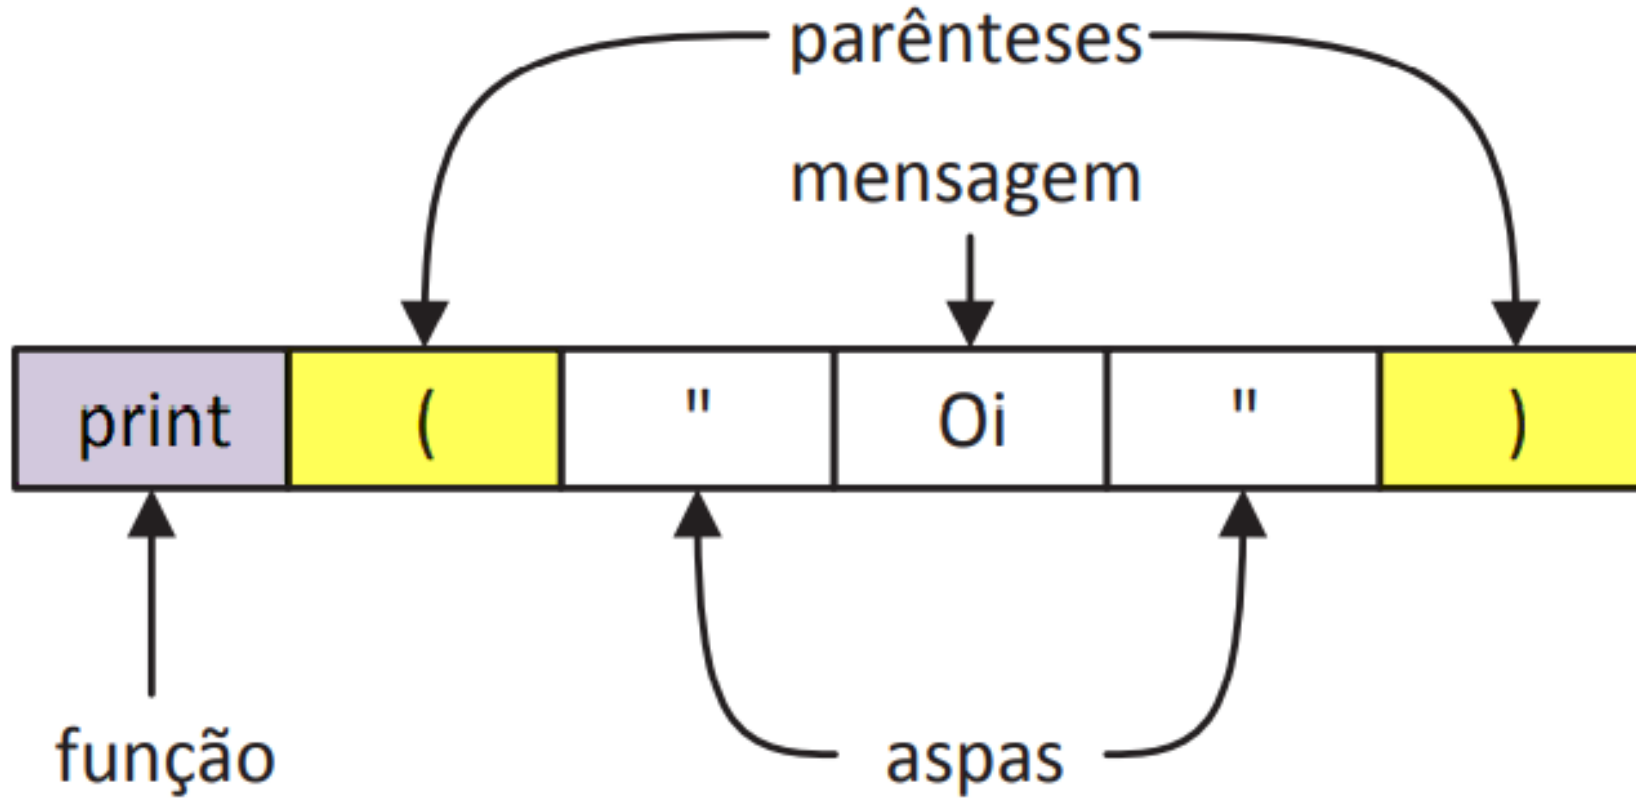 parênteses
mensagem
print ( " Oi " )
função aspas